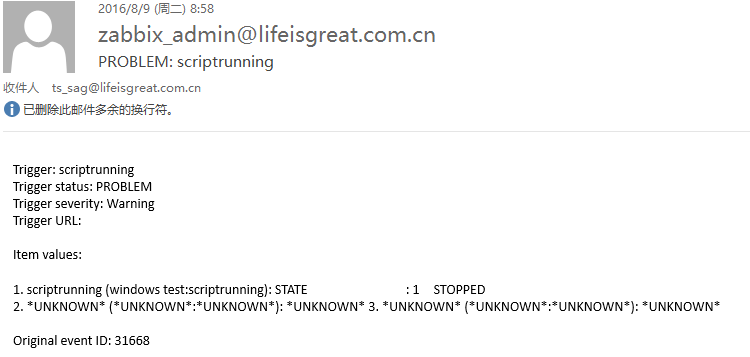 2016/8/9 (周二) 8:58
zabbix_admin@lifeisgreat.com.cn
PROBLEM: scriptrunning
收件人 ts_sag@lifeisgreat.com.cn
已删除此邮件多余的换行符。
Trigger: scriptrunning
Trigger status: PROBLEM
Trigger severity: Warning
Trigger URL:
Item values:
1. scriptrunning (windows test:scriptrunning): STATE : 1 STOPPED
2. *UNKNOWN* (*UNKNOWN*:*UNKNOWN*): *UNKNOWN* 3. *UNKNOWN* (*UNKNOWN*:*UNKNOWN*): *UNKNOWN*
Original event ID: 31668